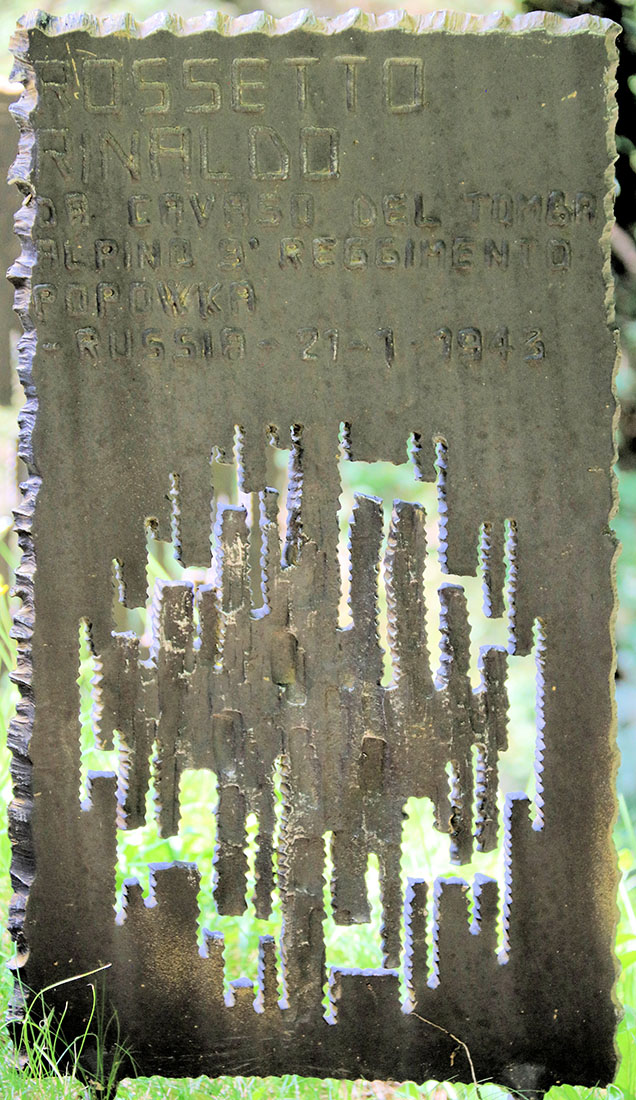 ROSSETTO
RINALDO
DA CAVASO DEL TOMBA
ALPINO 9° REGGIMENTO
POPOWKA
- RUSSIA - 21 - 1 - 1943